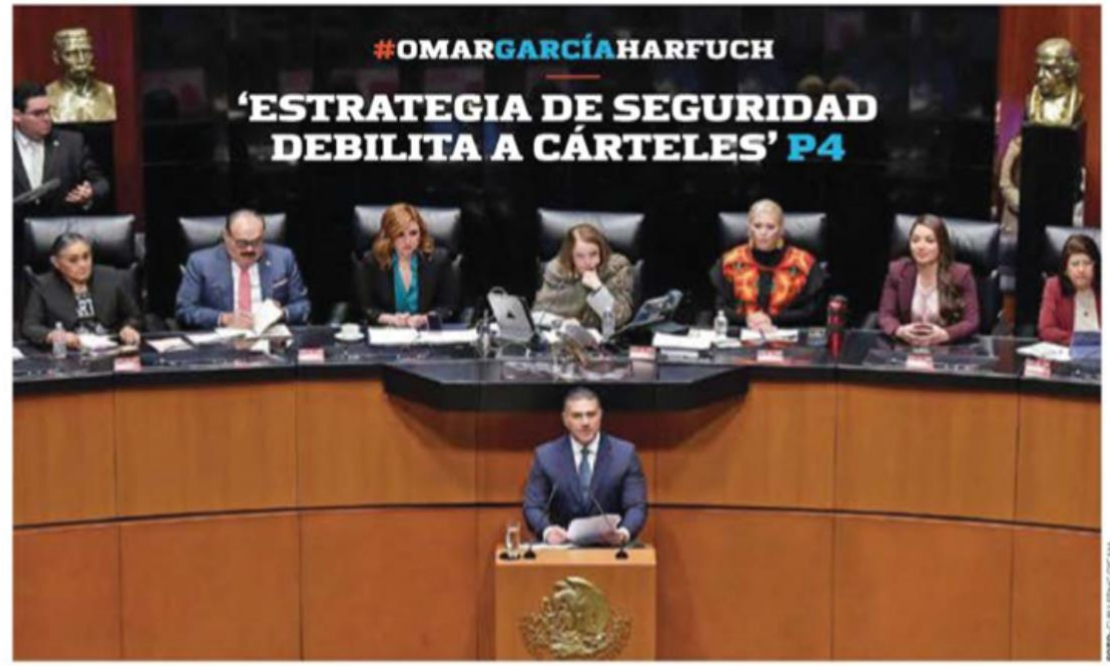 #OMARGARCÍAHARFUCH
‘ESTRATEGIA DE SEGURIDAD
DEBILITA A CÁRTELES’ P4